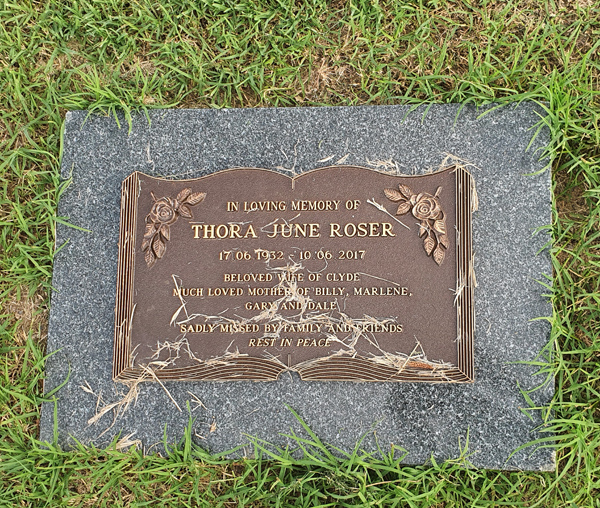 IN LOVING MEMORY OF
THORA JUNE ROSER
17 06 1932 - 10 06 2017
BELOVED WIFE OF CLYDE
MUCH LOVED MOTHER OF BILLY, MARLENE,
GARY AND DALE
SADLY MISSED BY FAMILY AND FRIENDS
REST IN PEACE